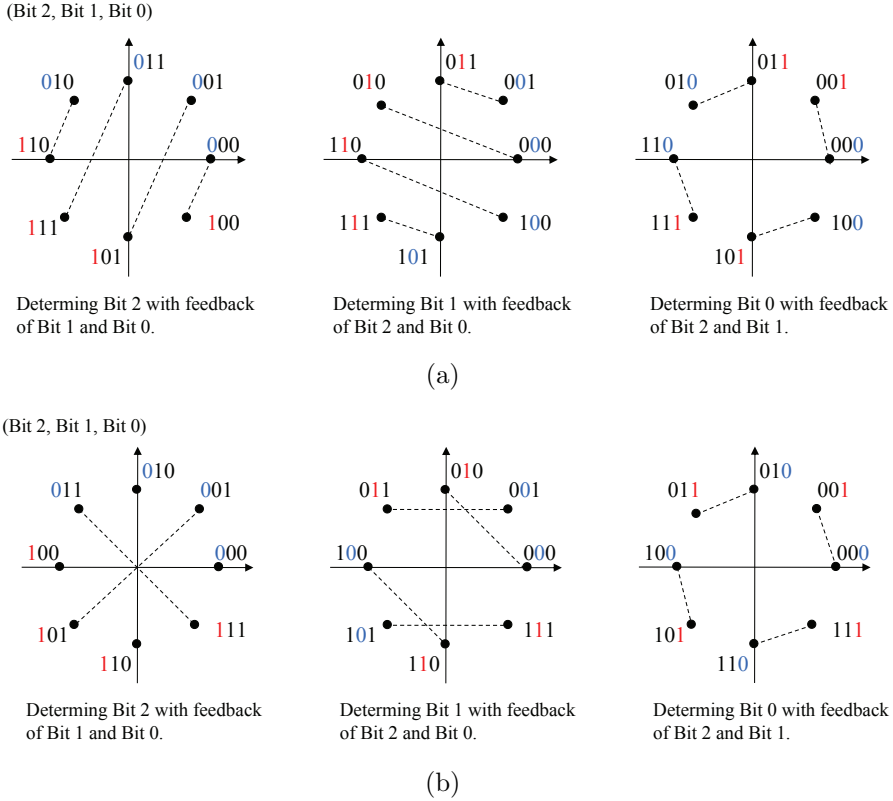 (Bit 2, Bit 1, Bit 0)
011 011 011
010 001 010 001 010 001
110 000 110 000 110 000
111 100 111 100 111 100
101 101 101
Determing Bit 2 with feedback
of Bit 1 and Bit 0.
Determing Bit 1 with feedback
of Bit 2 and Bit 0.
Determing Bit 0 with feedback
of Bit 2 and Bit 1.
(a)
(Bit 2, Bit 1, Bit 0)
010 010 010
011 001 011 001 011 001
100 000 100 000 100 000
101 111 101 111 101 111
110 110 110
Determing Bit 2 with feedback
of Bit 1 and Bit 0.
Determing Bit 1 with feedback
of Bit 2 and Bit 0.
Determing Bit 0 with feedback
of Bit 2 and Bit 1.
(b)